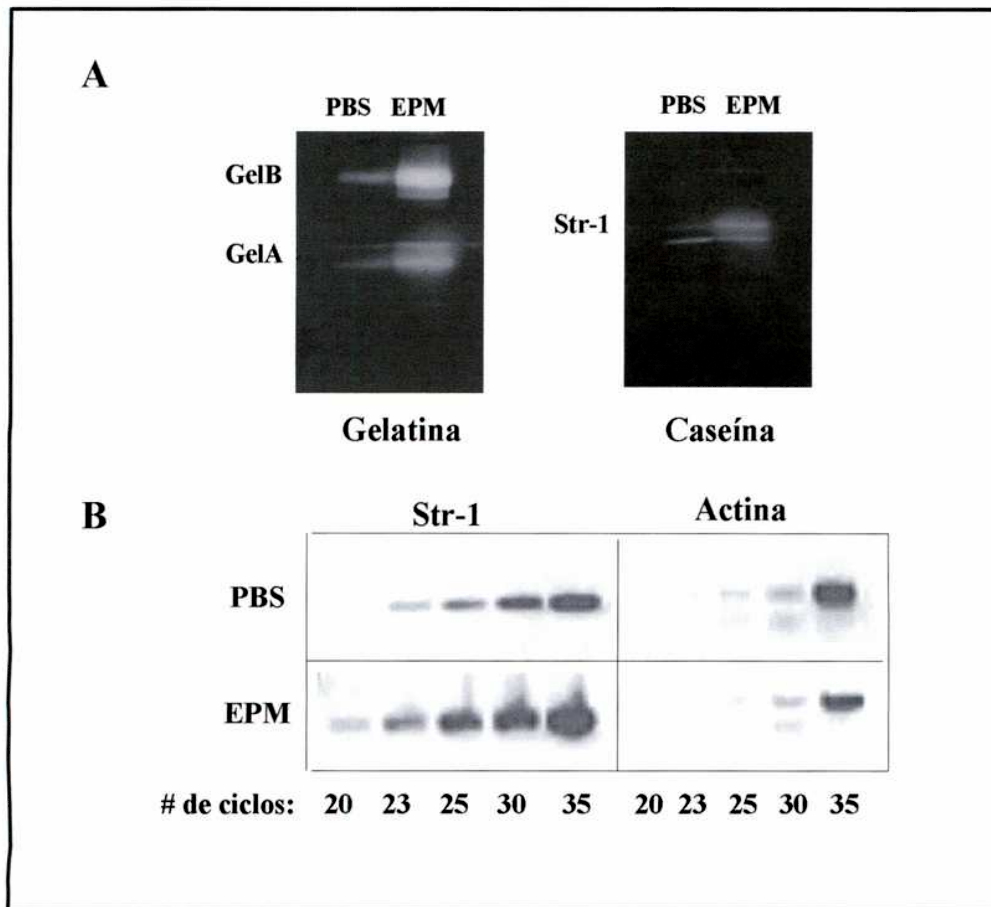 A
PBS EPM
PBS EPM
GelB
GelA
Str-1
Gelatina
Caseína
B
Str-1
Actina
PBS
EPM
# de ciclos: 20 23 25 30 35 20 23 25 30 35